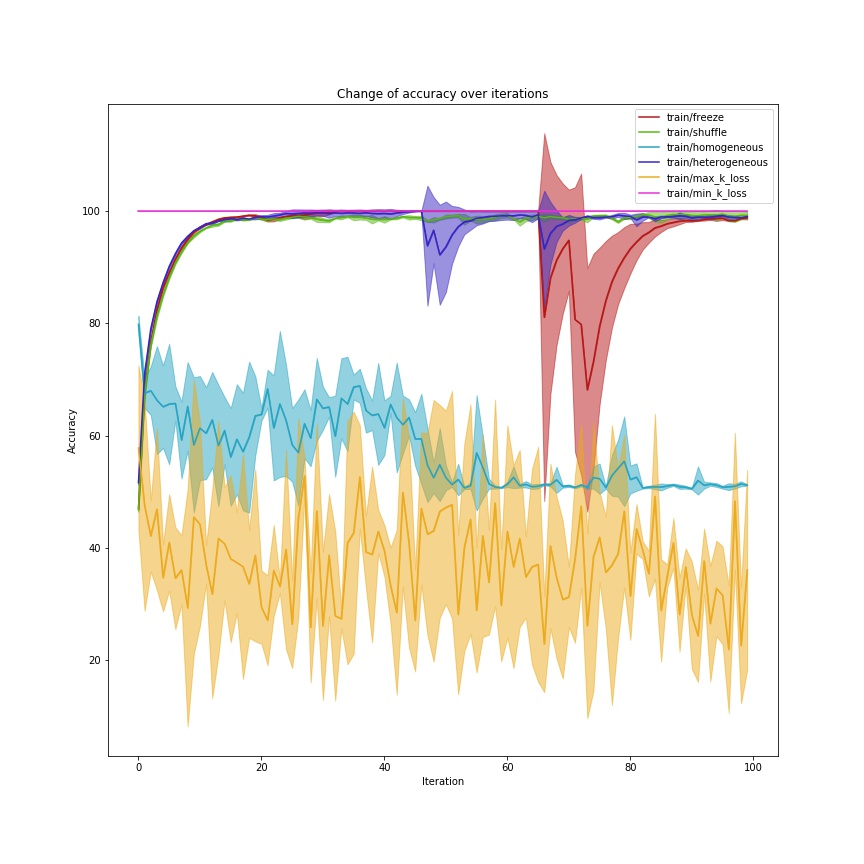 Change of accuracy over iterations
train/freeze
train/shuffle
train/homogeneous
train/heterogeneous
train/max_k_loss
train/min_k_loss
100
80
60
40
20
Accuracy
0 20 40 60 80 100
Iteration